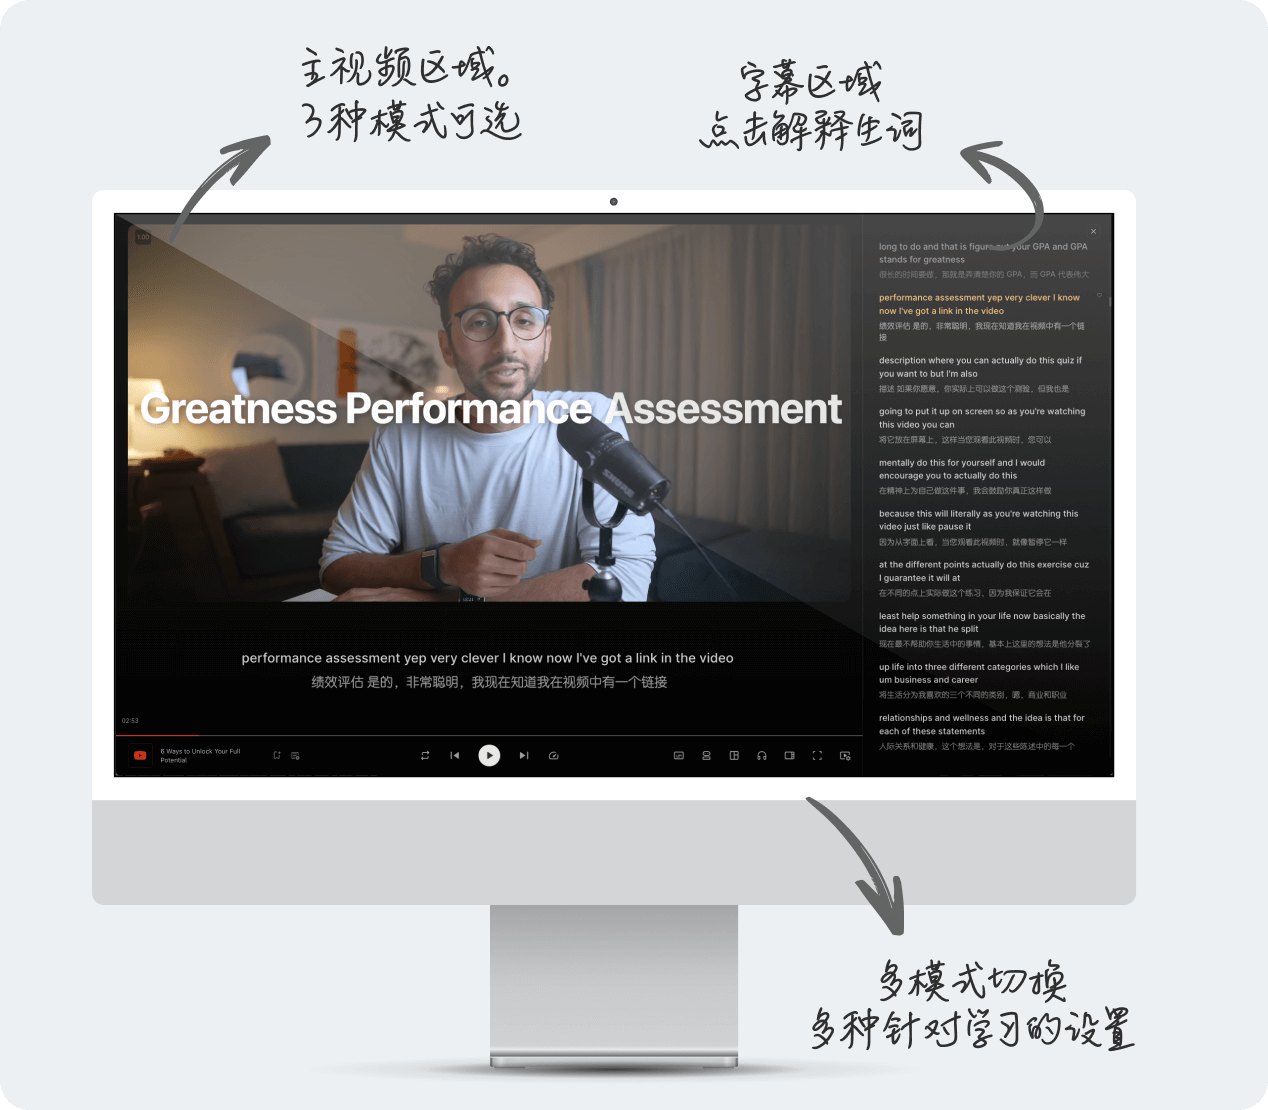 主视频区域。
3种模式可选
字幕区域
点击解释生词
1.00
Greatness Performance Assessment
performance assessment yep very clever I know now I've got a link in the video
绩效评估 是的，非常聪明，我现在知道我在视频中有一个链接
02:53
6 Ways to Unlock Your Full
Potential
long to do and that is figure out your GPA and GPA
stands for greatness
很长的时间要做，那就是弄清楚你的 GPA，而 GPA 代表伟大
performance assessment yep very clever I know
now I've got a link in the video
绩效评估 是的，非常聪明，我现在知道我在视频中有一个链
接
description where you can actually do this quiz if
you want to but I'm also
描述 如果你愿意，你实际上可以做这个测验，但我也是
going to put it up on screen so as you're watching
this video you can
将它放在屏幕上，这样当您观看此视频时，您可以
mentally do this for yourself and I would
encourage you to actually do this
在精神上为自己做这件事，我会鼓励你真正这样做
because this will literally as you're watching this
video just like pause it
因为从字面上看，当您观看此视频时，就像暂停它一样
at the different points actually do this exercise cuz
I guarantee it will at
在不同的点上实际做这个练习，因为我保证它会在
least help something in your life now basically the
idea here is that he split
现在最不帮助你生活中的事情，基本上这里的想法是他分裂了
up life into three different categories which I like
um business and career
将生活分为我喜欢的三个不同的类别，嗯，商业和职业
relationships and wellness and the idea is that for
each of these statements
人际关系和健康，这个想法是，对于这些陈述中的每一个
多模式切换
多种针对学习的设置